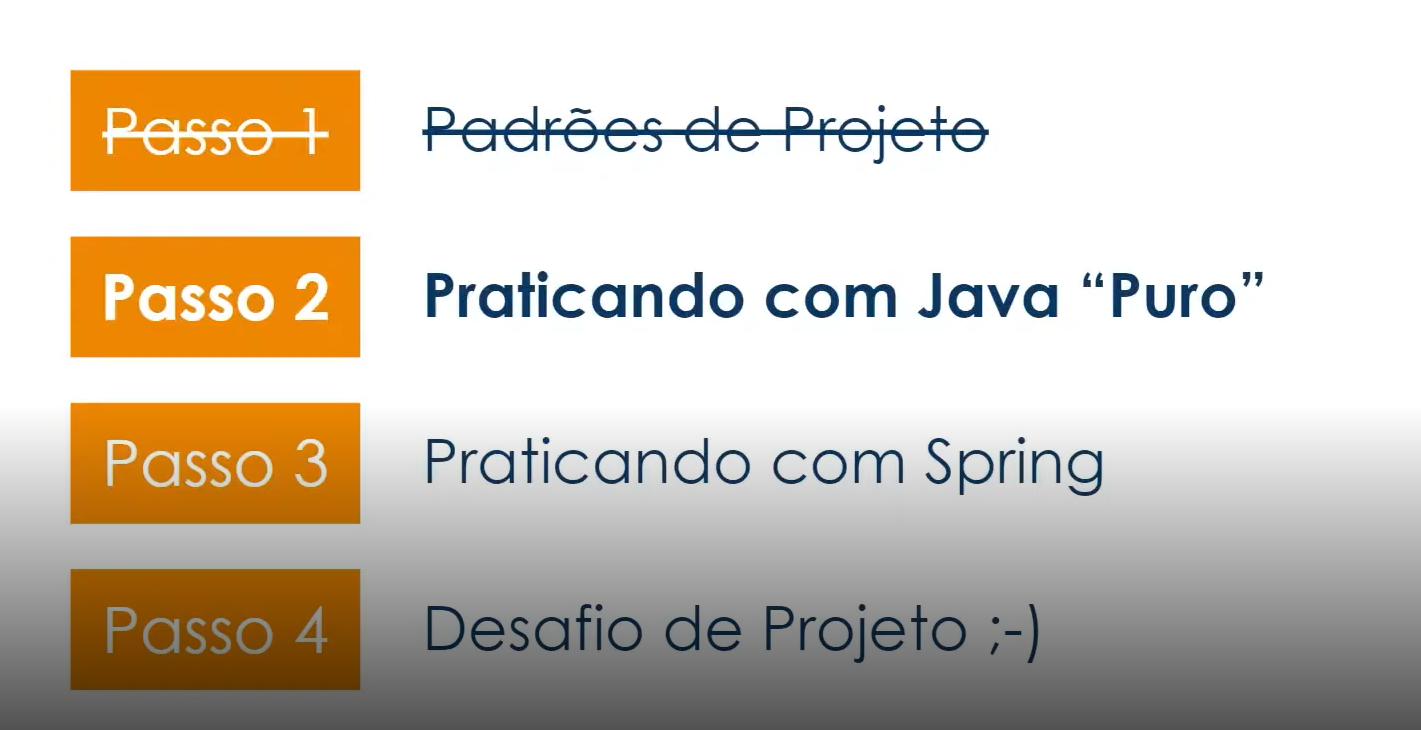 Passo 1 Padrões de Projeto
Passo 2 Praticando com Java “Puro”
Passo 3 Praticando com Spring
Passo 4 Desafio de Projeto ;-)